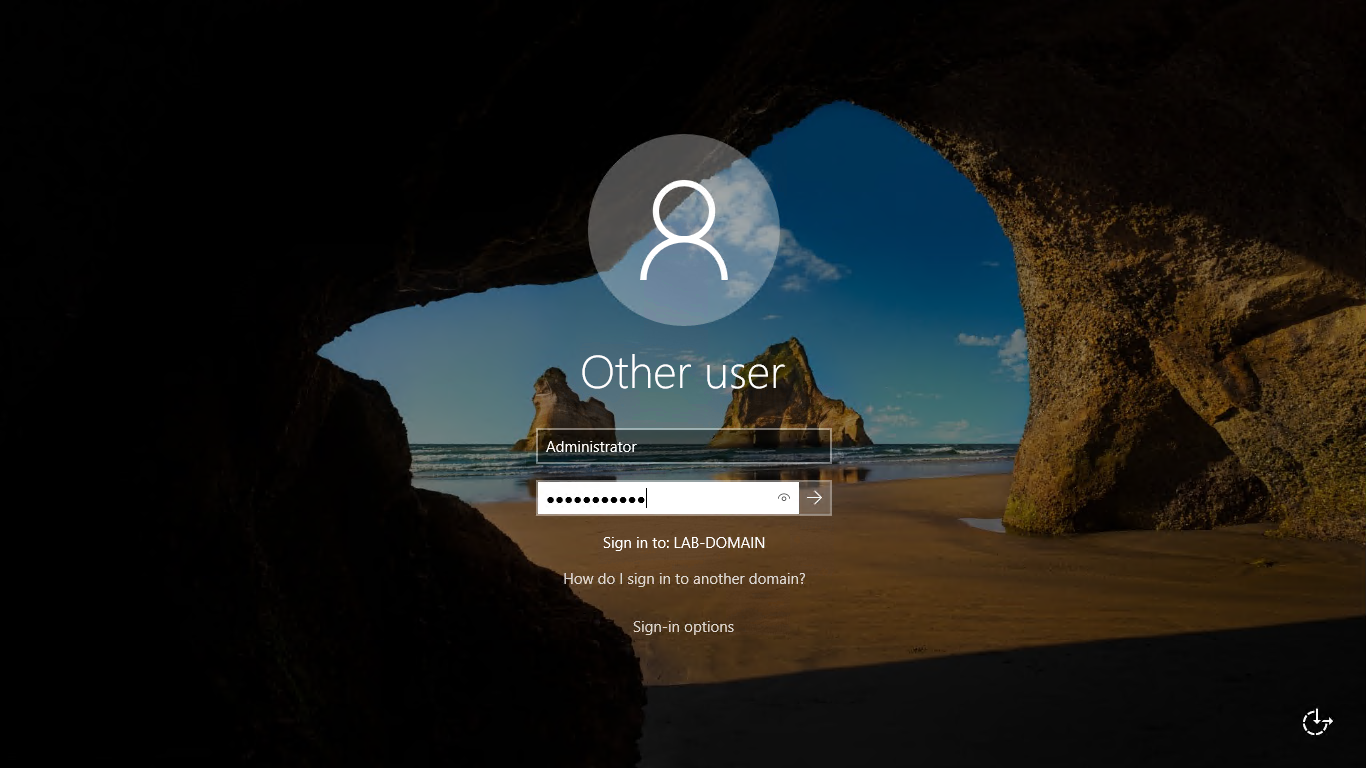 Other user
Administrator
●●●●●●●●●●●
Sign in to: LAB-DOMAIN
How do I sign in to another domain?
Sign-in options